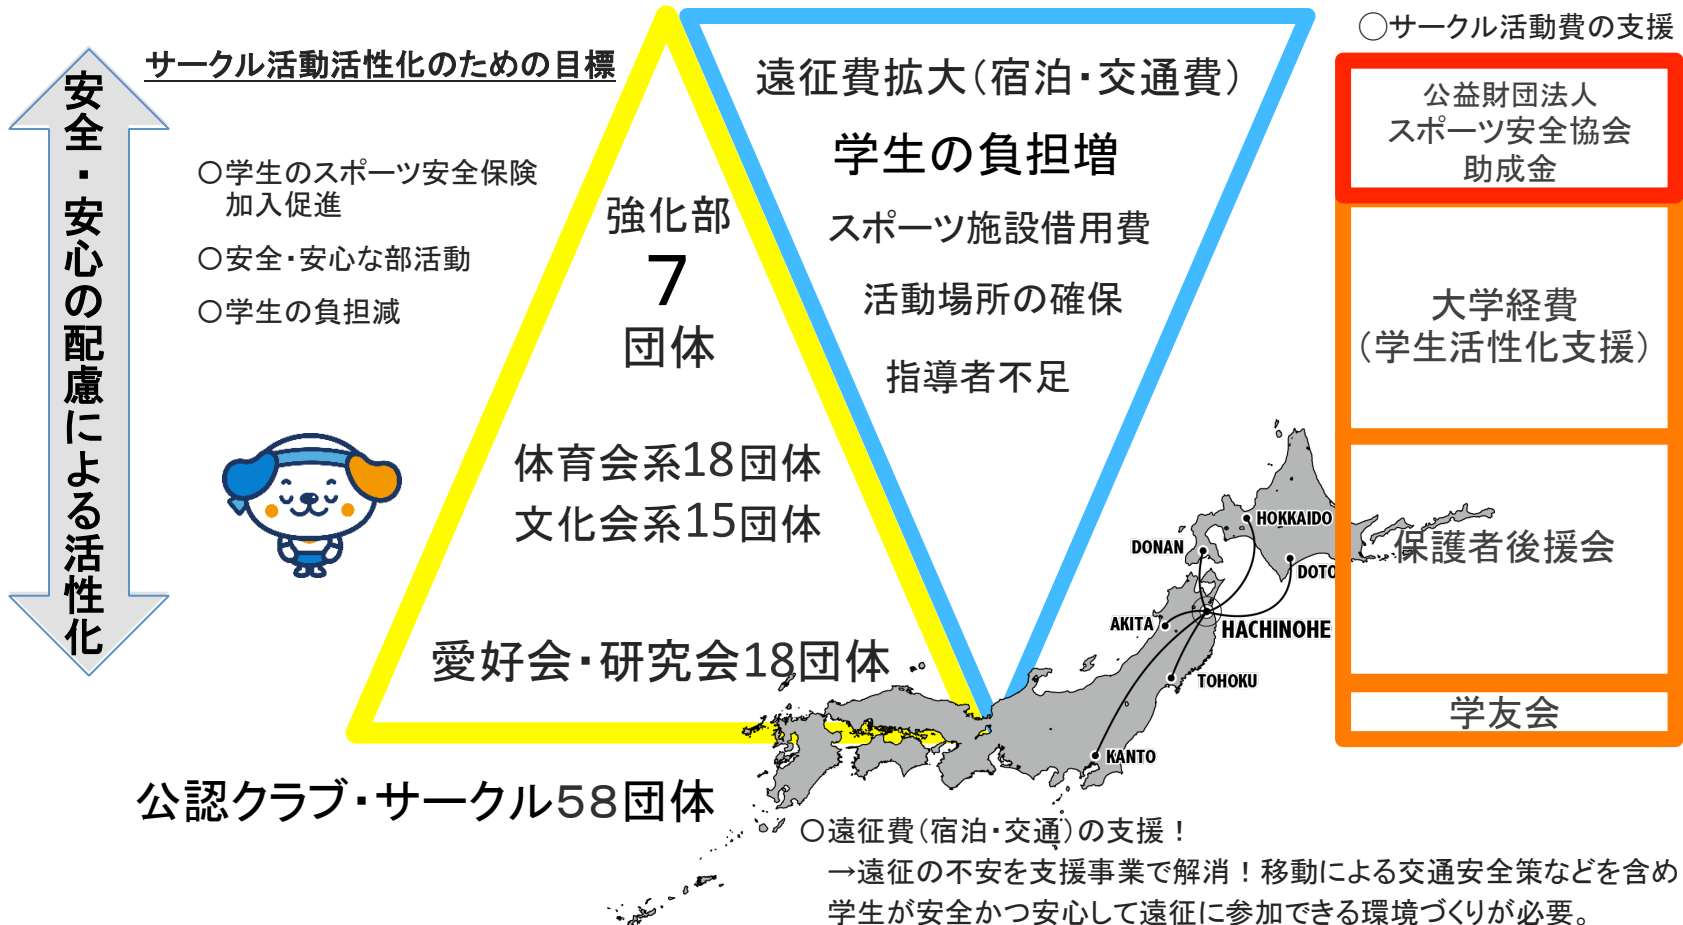 安全・安心の配慮による活性化
サークル活動活性化のための目標
○学生のスポーツ安全保険
加入促進
○安全・安心な部活動
○学生の負担減
強化部
7
団体
体育会系18団体
文化会系15団体
愛好会・研究会18団体
公認クラブ・サークル58団体
遠征費拡大(宿泊・交通費)
学生の負担増
スポーツ施設借用費
活動場所の確保
指導者不足
HOKKAIDO
DONAN
DOTO
AKITA
HACHINOHE
TOHOKU
KANTO
○サークル活動費の支援
公益財団法人
スポーツ安全協会
助成金
大学経費
(学生活性化支援)
保護者後援会
学友会
○遠征費(宿泊・交通)の支援!
→遠征の不安を支援事業で解消!移動による交通安全策などを含め
学生が安全かつ安心して遠征に参加できる環境づくりが必要。